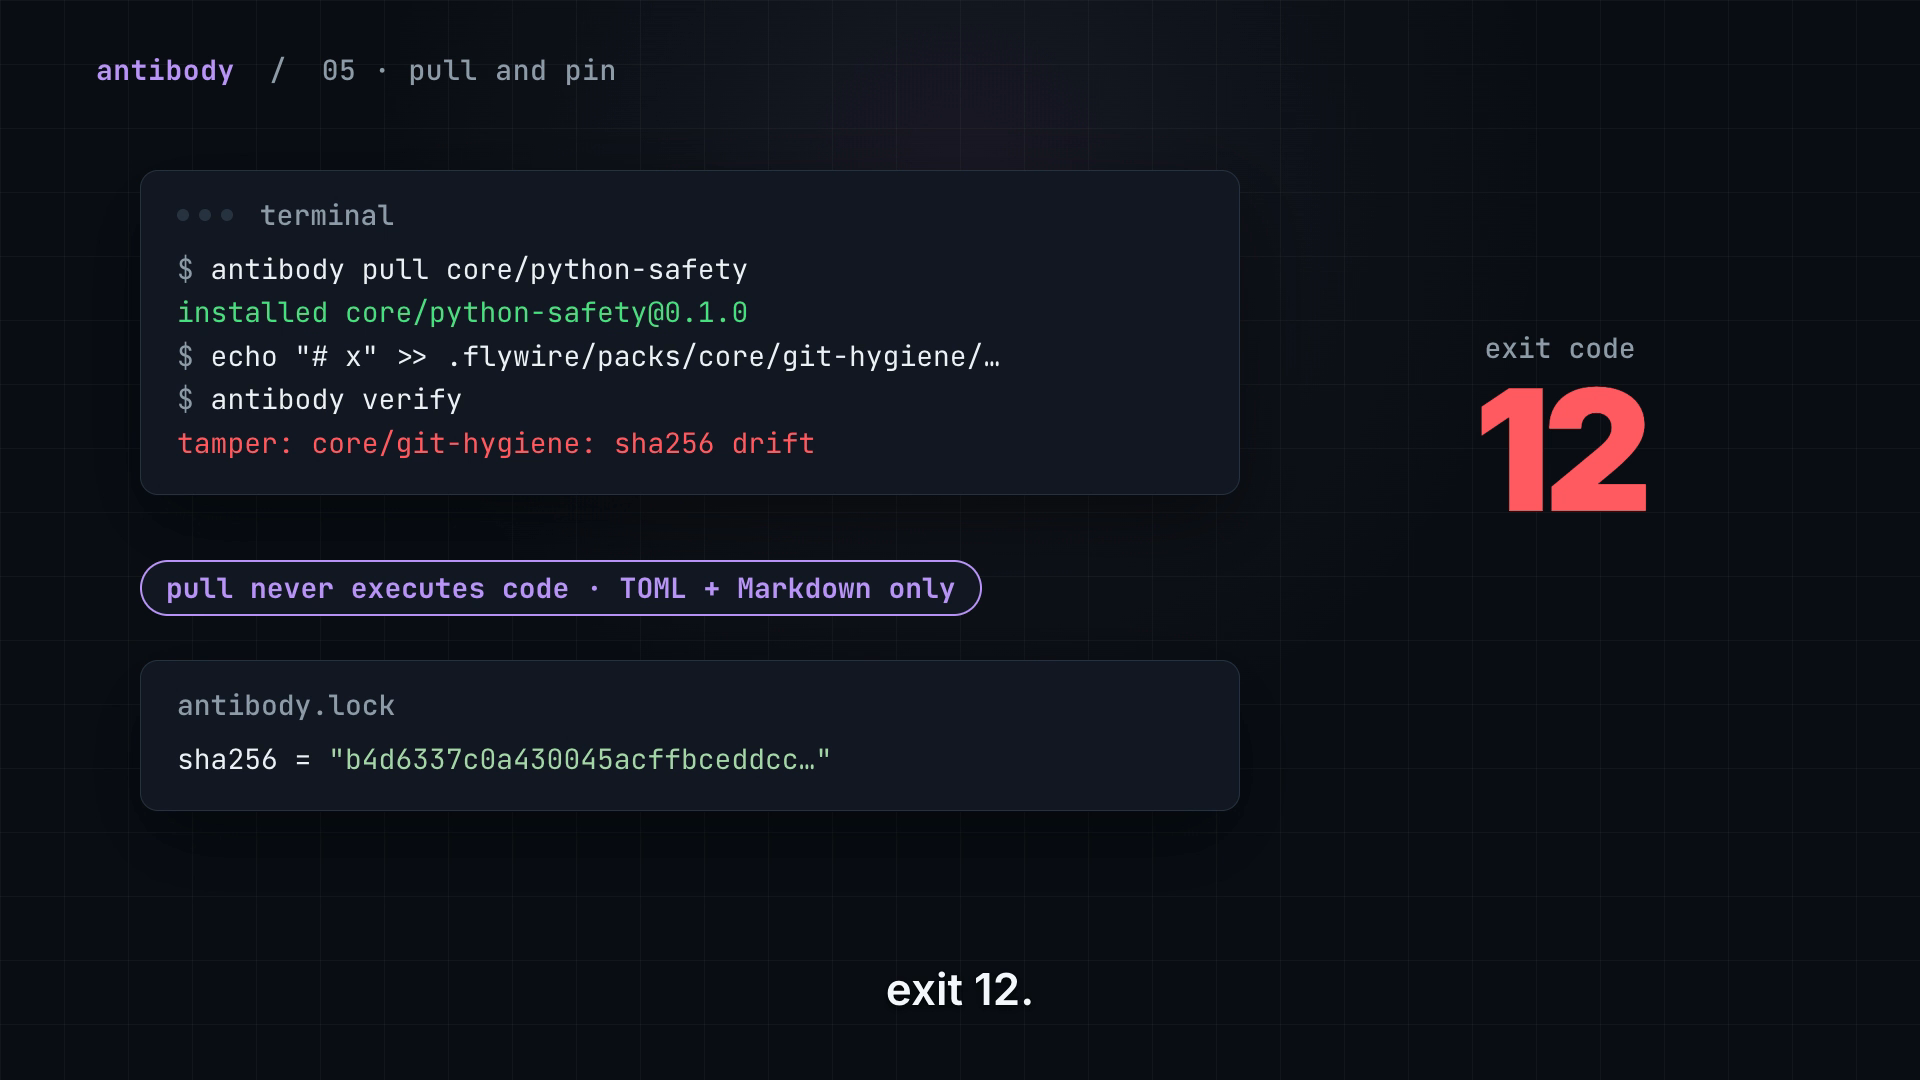 antibody / 05 · pull and pin
terminal
$ antibody pull core/python-safety
installed core/python-safety@0.1.0
$ echo "# x" >> .flywire/packs/core/git-hygiene/…
$ antibody verify
tamper: core/git-hygiene: sha256 drift
exit code
12
pull never executes code · TOML + Markdown only
antibody.lock
sha256 = "b4d6337c0a430045acffbceddcc…"
exit 12.